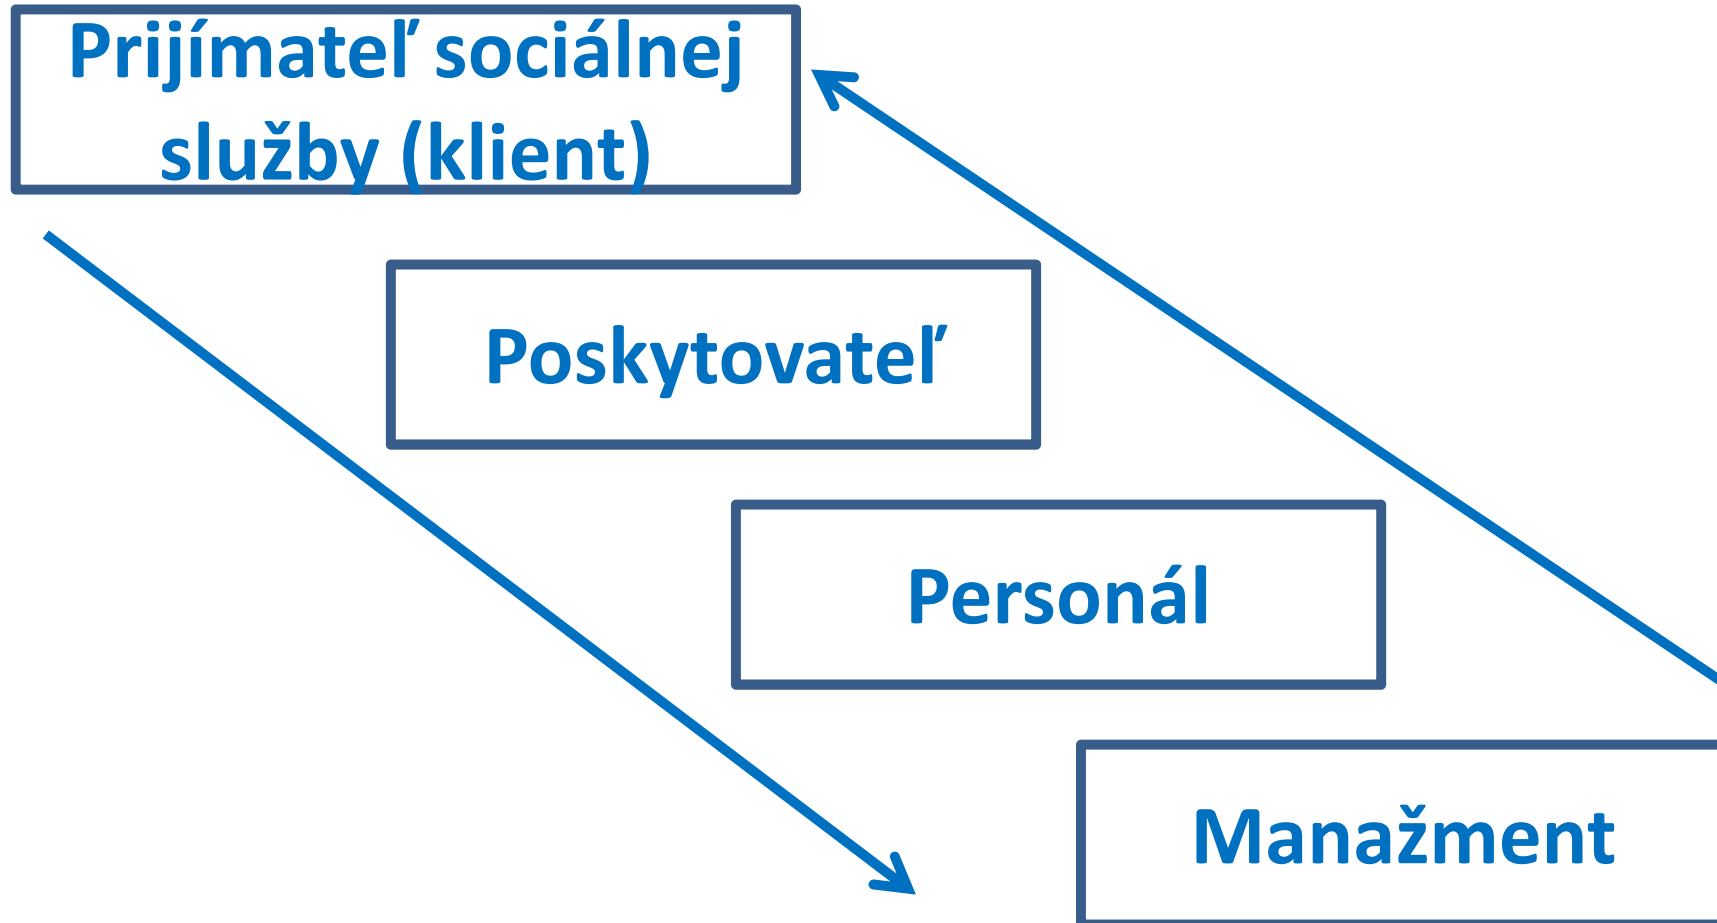 Prijímateľ sociálnej
služby (klient)
Poskytovateľ
Personál
Manažment